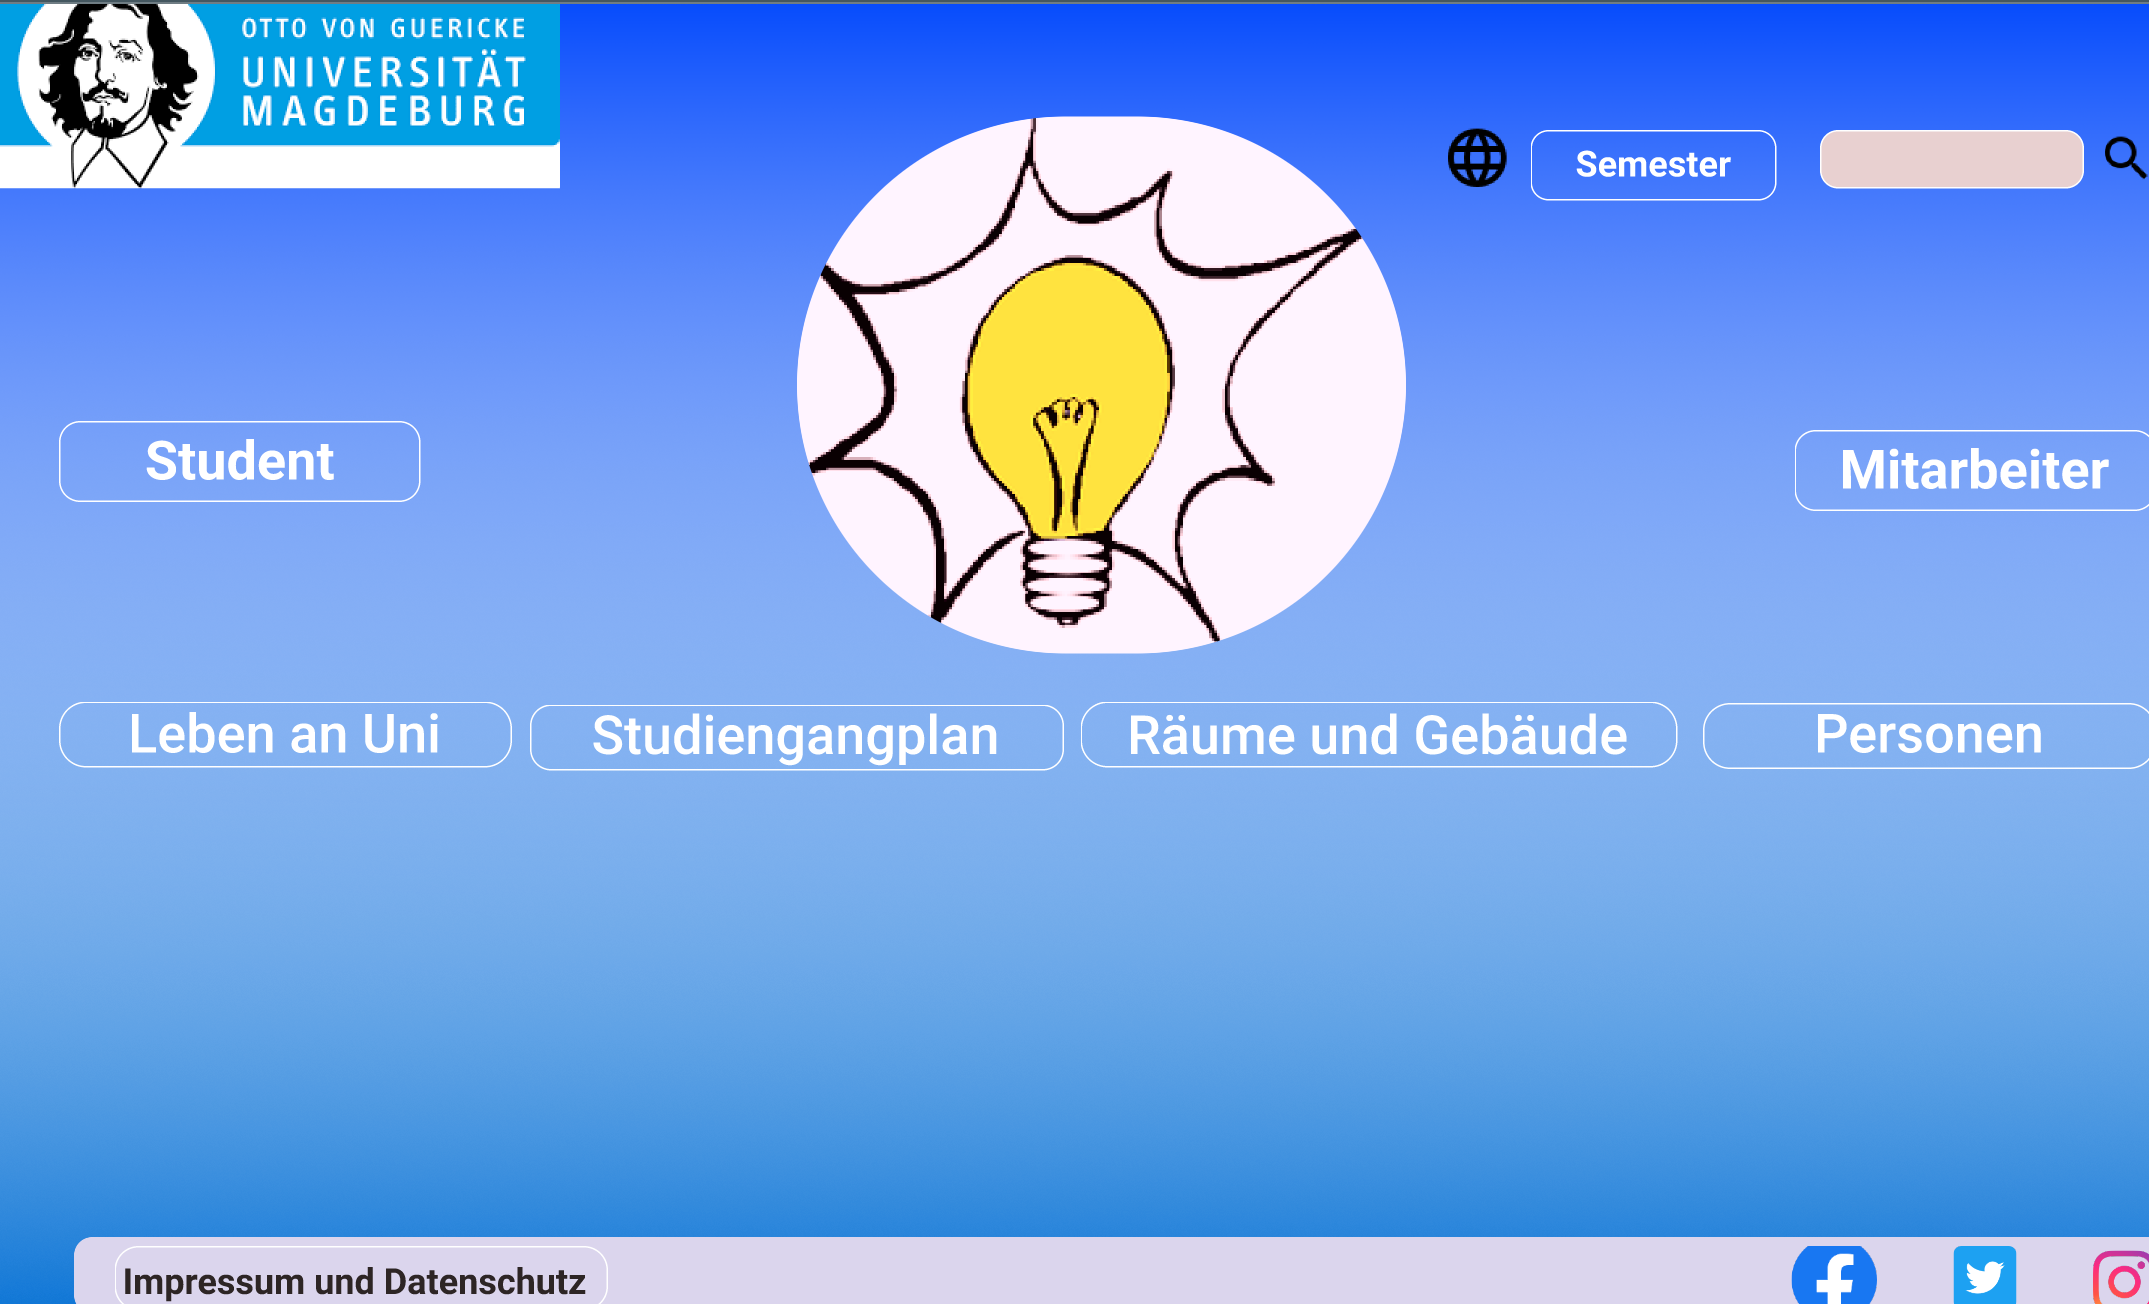 OTTO VON GUERICKE
UNIVERSITÄT
MAGDEBURG
Semester
Student
Mitarbeiter
Leben an Uni
Studiengangplan
Räume und Gebäude
Personen
Impressum und Datenschutz